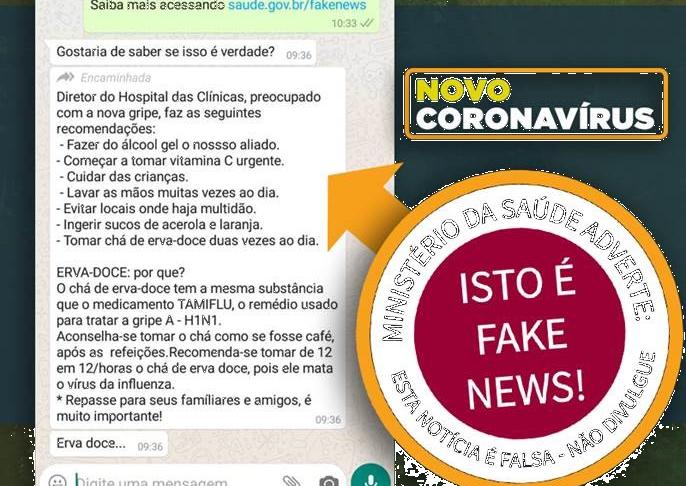 Saiba mais acessando saude.gov.br/fakenews
10:33
Gostaria de saber se isso é verdade? 09:36
Encaminhada
Diretor do Hospital das Clínicas, preocupado
com a nova gripe, faz as seguintes
recomendações:
- Fazer do álcool gel o nossso aliado.
- Começar a tomar vitamina C urgente.
- Cuidar das crianças.
- Lavar as mãos muitas vezes ao dia.
- Evitar locais onde haja multidão.
- Ingerir sucos de acerola e laranja.
- Tomar chá de erva-doce duas vezes ao dia.
ERVA-DOCE: por que?
O chá de erva-doce tem a mesma substância
que o medicamento TAMIFLU, o remédio usado
para tratar a gripe A - H1N1.
Aconselha-se tomar o chá como se fosse café,
após as refeições.Recomenda-se tomar de 12
em 12/horas o chá de erva doce, pois ele mata
o vírus da influenza.
* Repasse para seus famíliares e amigos, é
muito importante!
09:36
Erva doce... 09:36
Digite uma mensagem
NOVO
CORONAVÍRUS
MINISTÉRIO DA SAÚDE ADVERTE:
ISTO É
FAKE
NEWS!
ESTA NOTÍCIA É FALSA - NÃO DIVULGUE